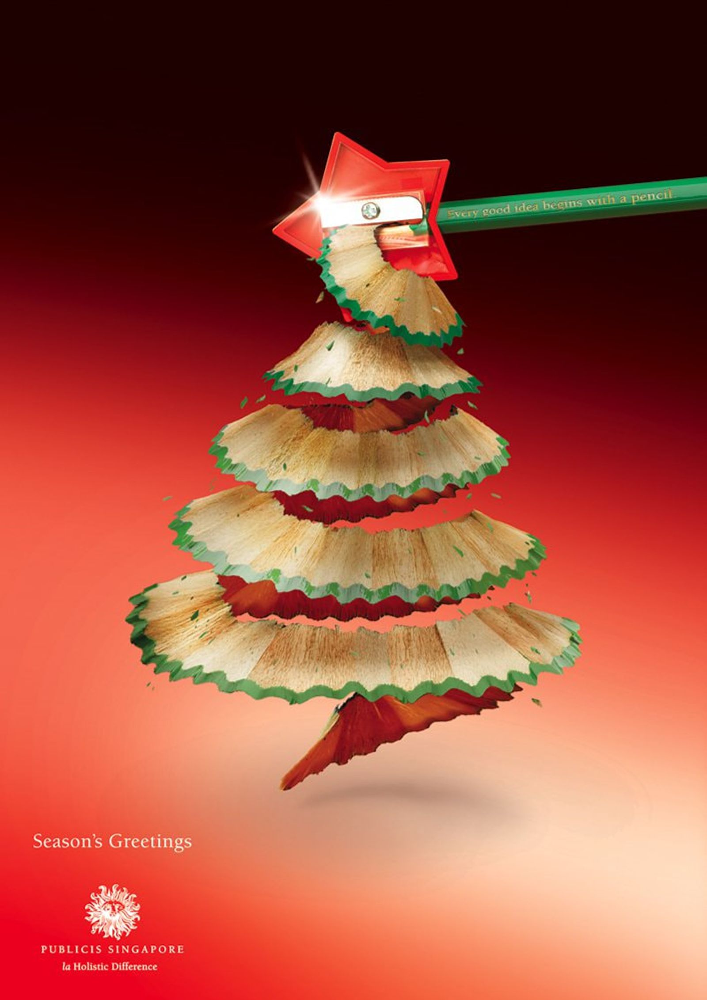 Every good idea begins with a pencil.
Season's Greetings
PUBLICIS SINGAPORE
la Holistic Difference